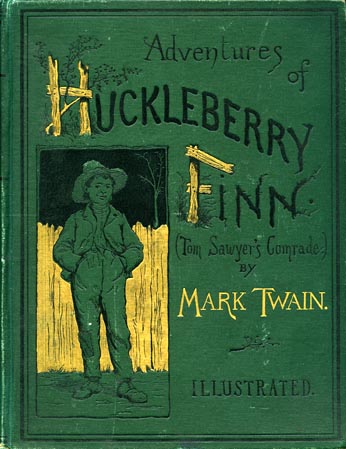 Adventures
of
HUCKLEBERRY
FINN.
(Tom Sawyer's Comrade.)
BY
MARK TWAIN.
ILLUSTRATED.